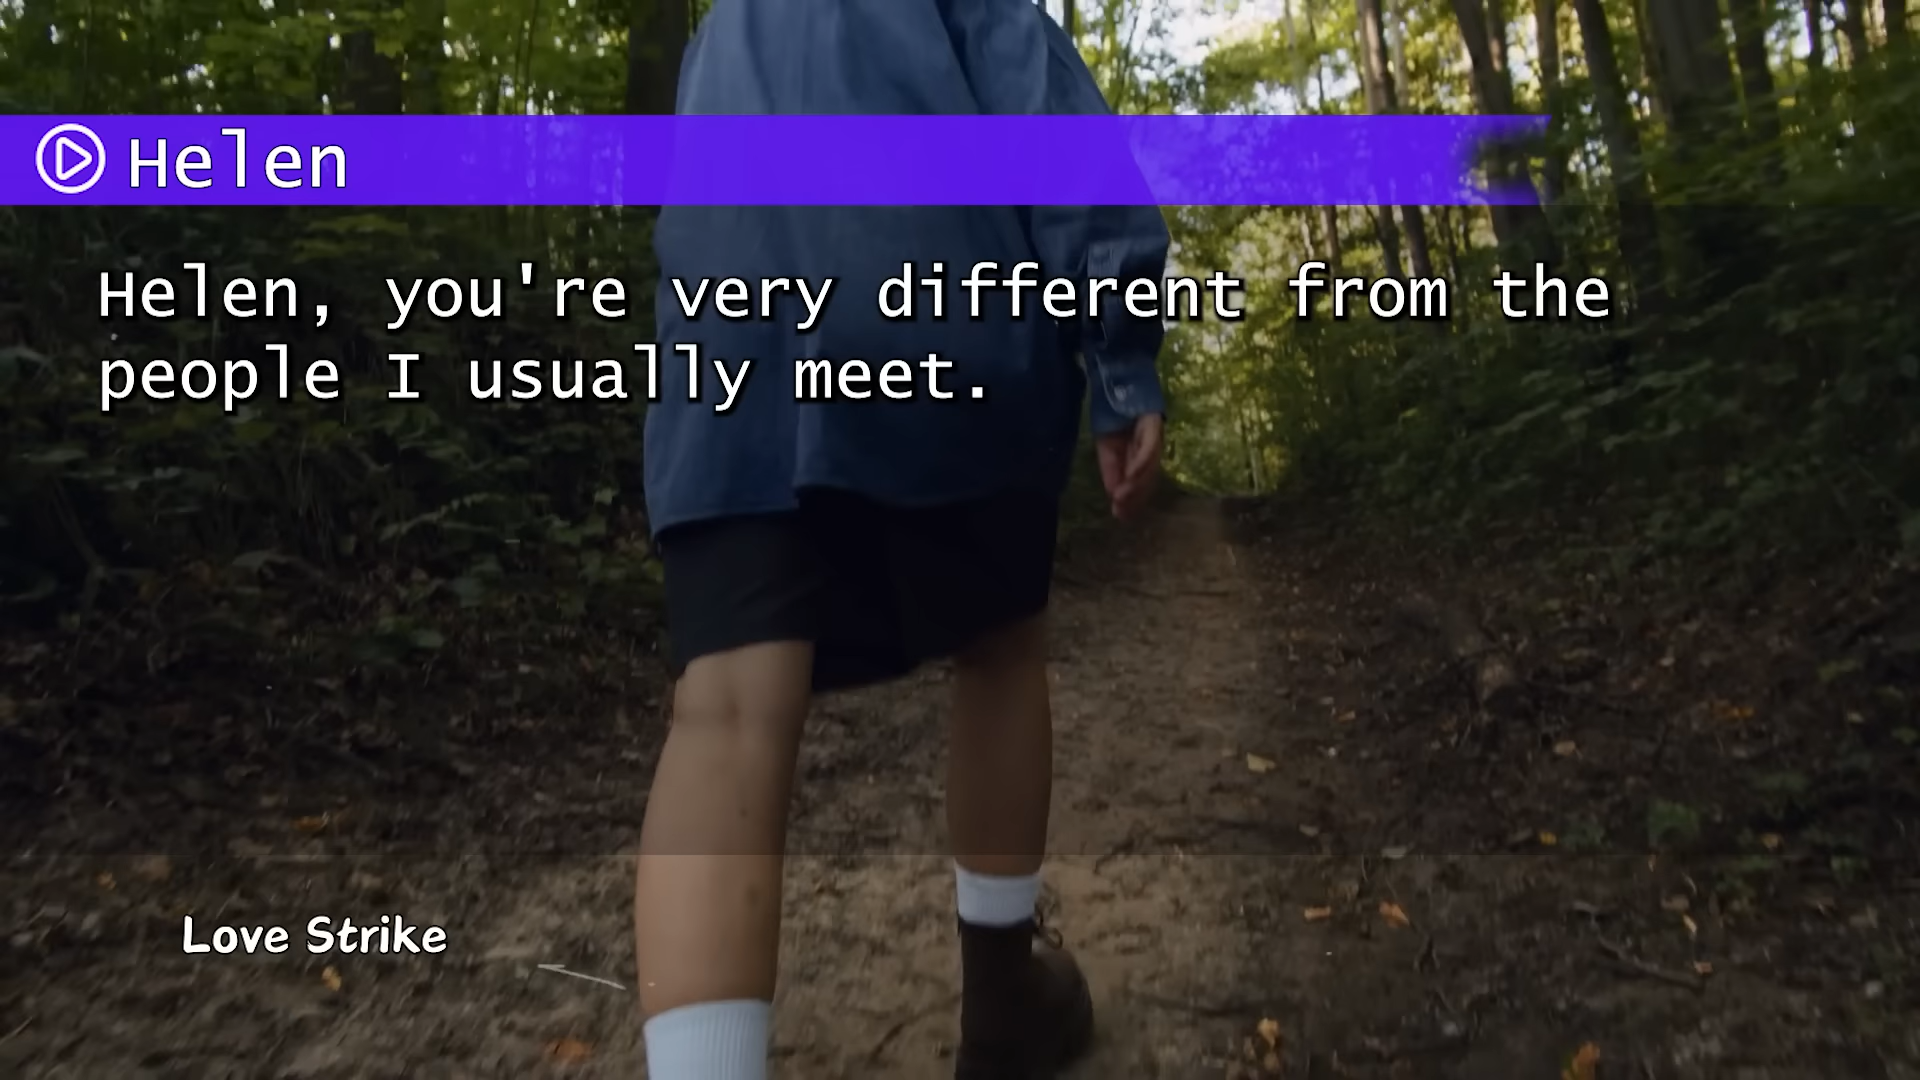 Helen
Helen, you're very different from the
people I usually meet.
Love Strike